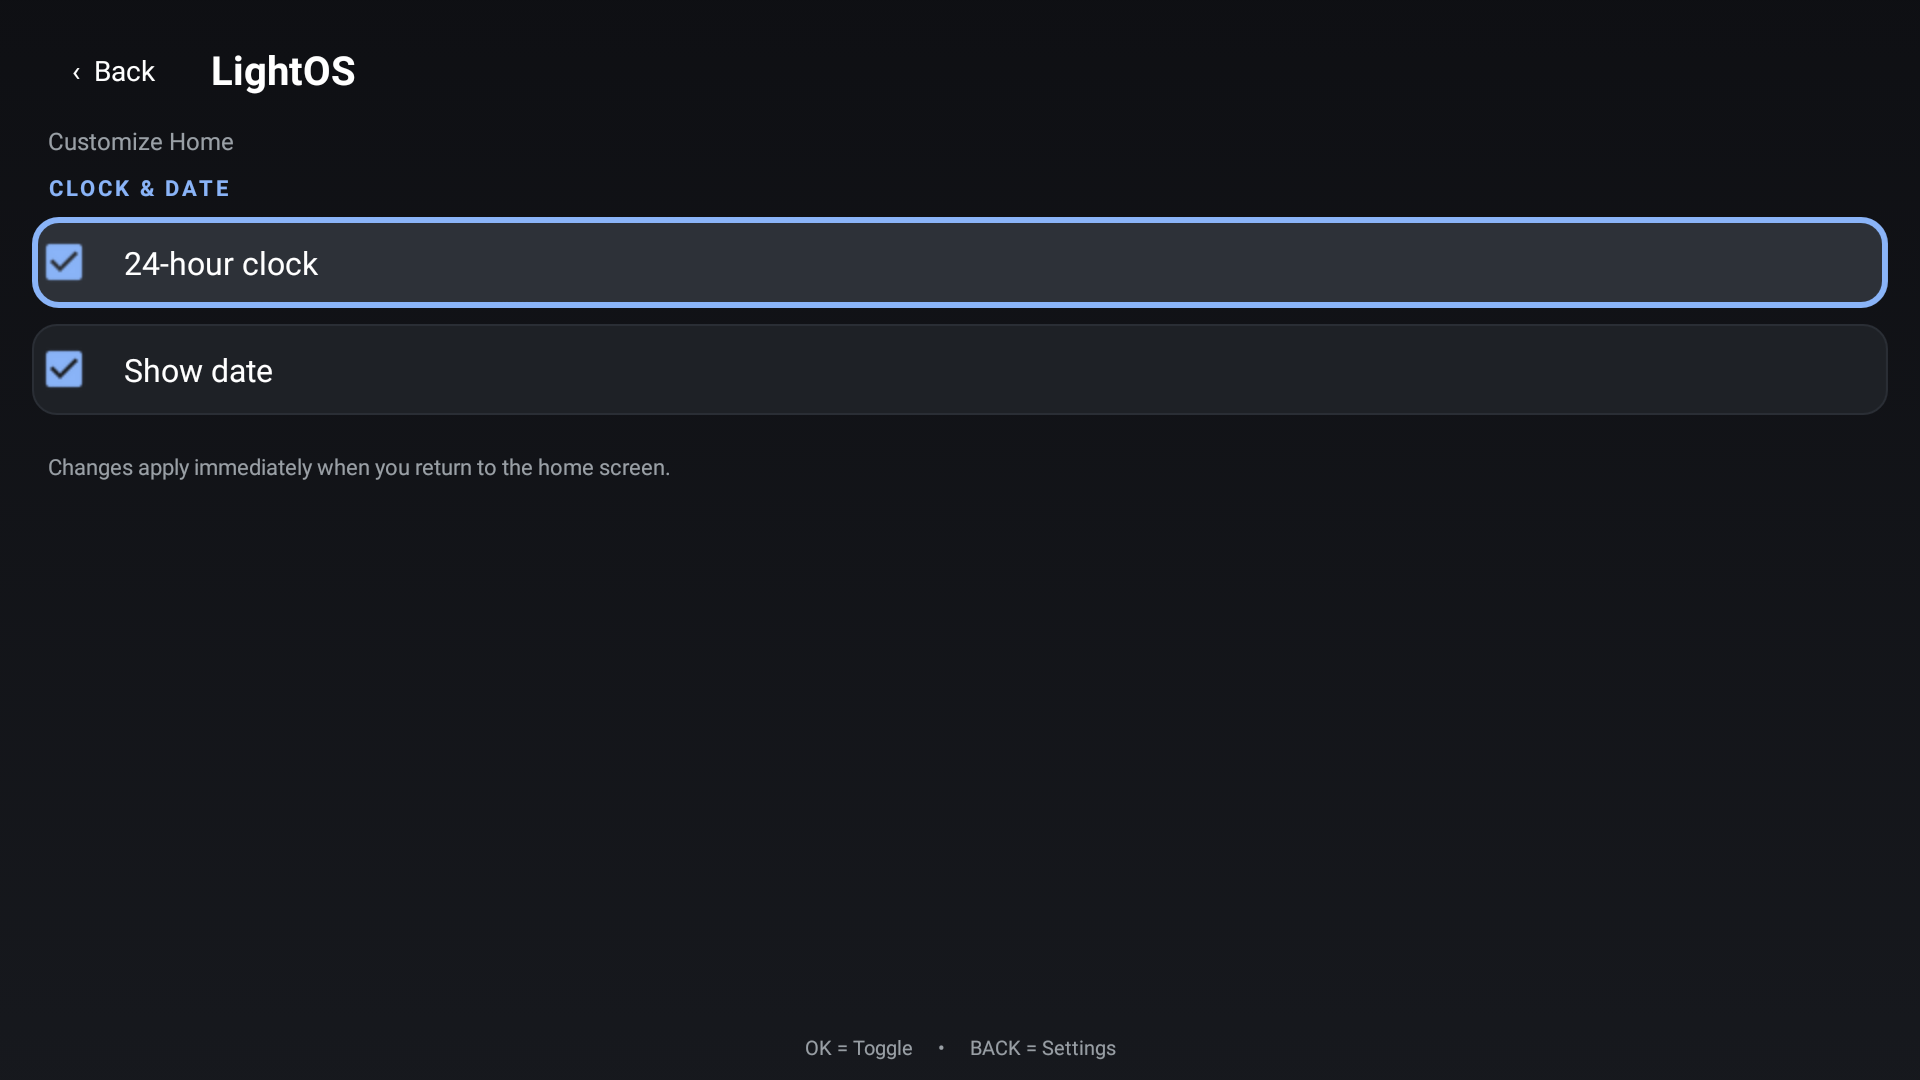 ‹ Back LightOS
Customize Home
CLOCK & DATE
24-hour clock
Show date
Changes apply immediately when you return to the home screen.
OK = Toggle • BACK = Settings